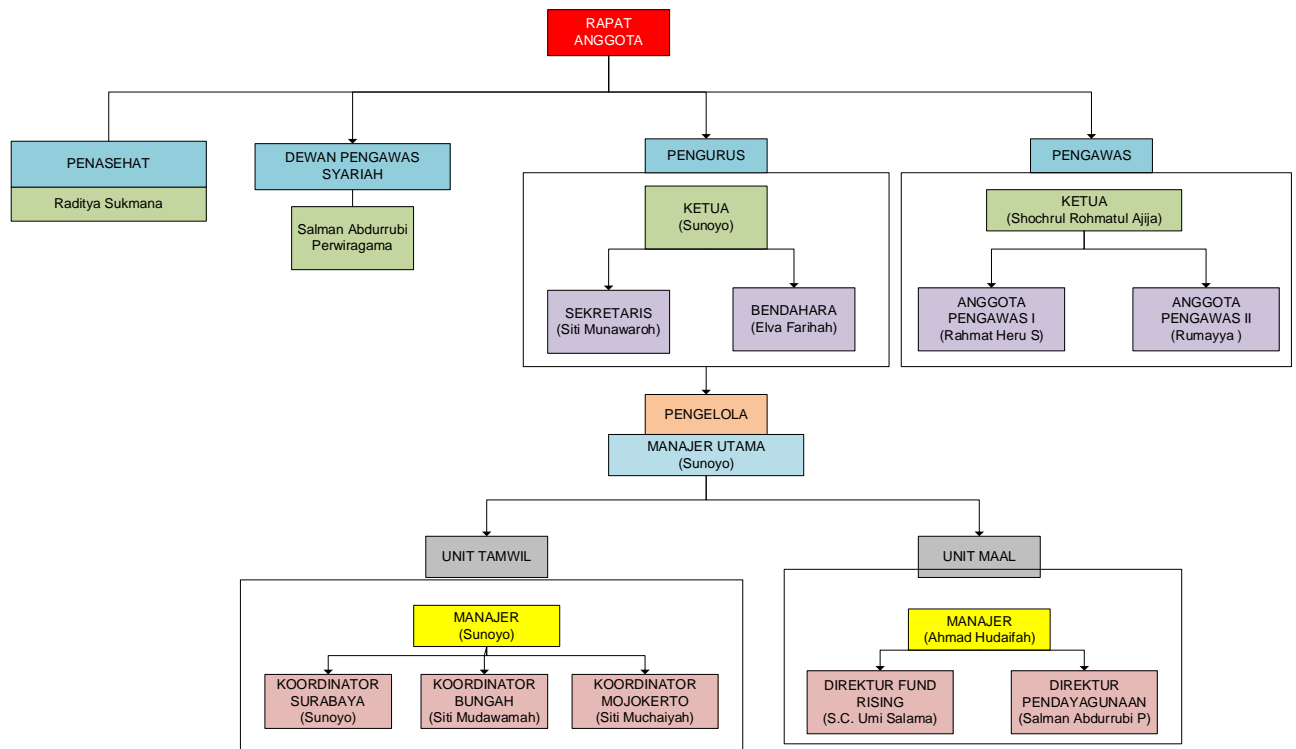 RAPAT
ANGGOTA
PENASEHAT
Raditya Sukmana
DEWAN PENGAWAS
SYARIAH
Salman Abdurrubi
Perwiragama
PENGURUS
KETUA
(Sunoyo)
SEKRETARIS
(Siti Munawaroh)
BENDAHARA
(Elva Farihah)
PENGAWAS
KETUA
(Shochrul Rohmatul Ajija)
ANGGOTA
PENGAWAS I
(Rahmat Heru S)
ANGGOTA
PENGAWAS II
(Rumayya )
PENGELOLA
MANAJER UTAMA
(Sunoyo)
UNIT TAMWIL
MANAJER
(Sunoyo)
KOORDINATOR
SURABAYA
(Sunoyo)
KOORDINATOR
BUNGAH
(Siti Mudawamah)
KOORDINATOR
MOJOKERTO
(Siti Muchaiyah)
UNIT MAAL
MANAJER
(Ahmad Hudaifah)
DIREKTUR FUND
RISING
(S.C. Umi Salama)
DIREKTUR
PENDAYAGUNAAN
(Salman Abdurrubi P)